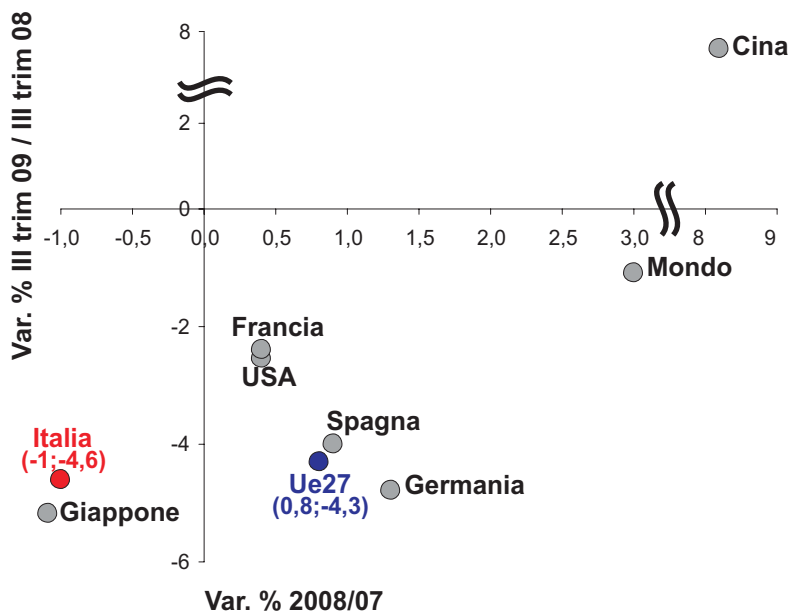 Var. % III trim 09 / III trim 08
8
Cina
2
0
-1,0 -0,5 0,0 0,5 1,0 1,5 2,0 2,5 3,0 8 9
Mondo
-2
Francia
USA
Spagna
-4
Italia
(-1;-4,6)
Ue27
(0,8;-4,3)
Germania
Giappone
-6
Var. % 2008/07